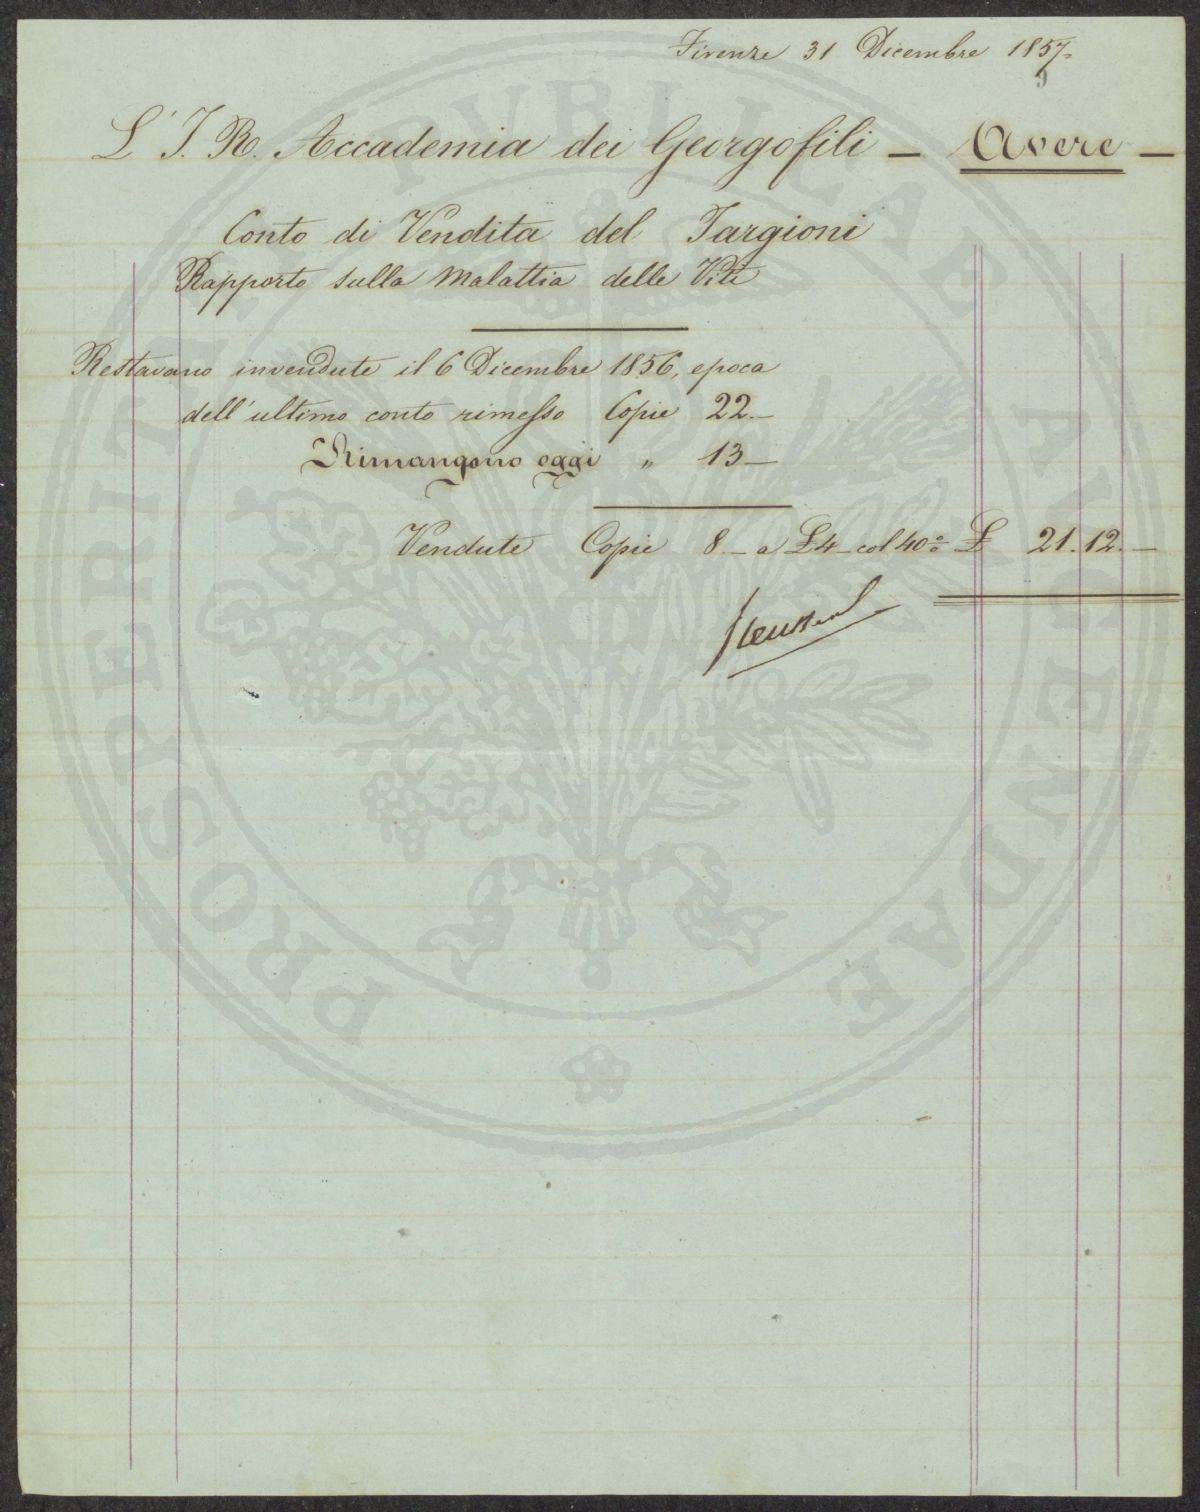 Firenze 31 Dicembre 1857
L' I. R. Accademia dei Georgofili — Avere —
Conto di Vendita del Targioni
Rapporto sulla Malattia delle Viti
Restavano invendute il 6 Dicembre 1856, epoca
dell'ultimo conto rimesso Copie 22.—
Rimangono oggi " 13—
Vendute Copie 8.— a £4— col 40 % £ 21.12.—
PROSPERITATI PVBLICAE AVGENDAE